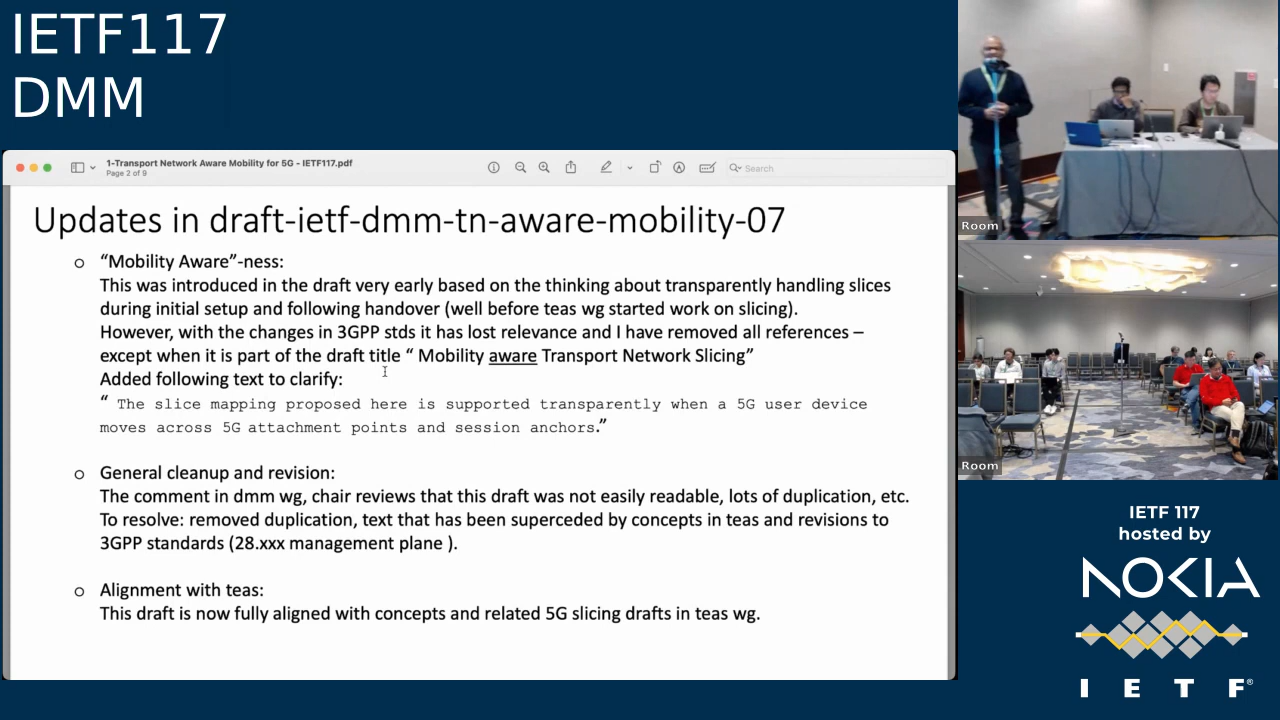 IETF117
DMM
1-Transport Network Aware Mobility for 5G - IETF117.pdf
Page 2 of 9
Search
Updates in draft-ietf-dmm-tn-aware-mobility-07
o “Mobility Aware”-ness:
This was introduced in the draft very early based on the thinking about transparently handling slices
during initial setup and following handover (well before teas wg started work on slicing).
However, with the changes in 3GPP stds it has lost relevance and I have removed all references –
except when it is part of the draft title “ Mobility aware Transport Network Slicing”
Added following text to clarify:
“ The slice mapping proposed here is supported transparently when a 5G user device
moves across 5G attachment points and session anchors.”
o General cleanup and revision:
The comment in dmm wg, chair reviews that this draft was not easily readable, lots of duplication, etc.
To resolve: removed duplication, text that has been superceded by concepts in teas and revisions to
3GPP standards (28.xxx management plane ).
o Alignment with teas:
This draft is now fully aligned with concepts and related 5G slicing drafts in teas wg.
Room
Room
IETF 117
hosted by
NOKIA
I E T F®